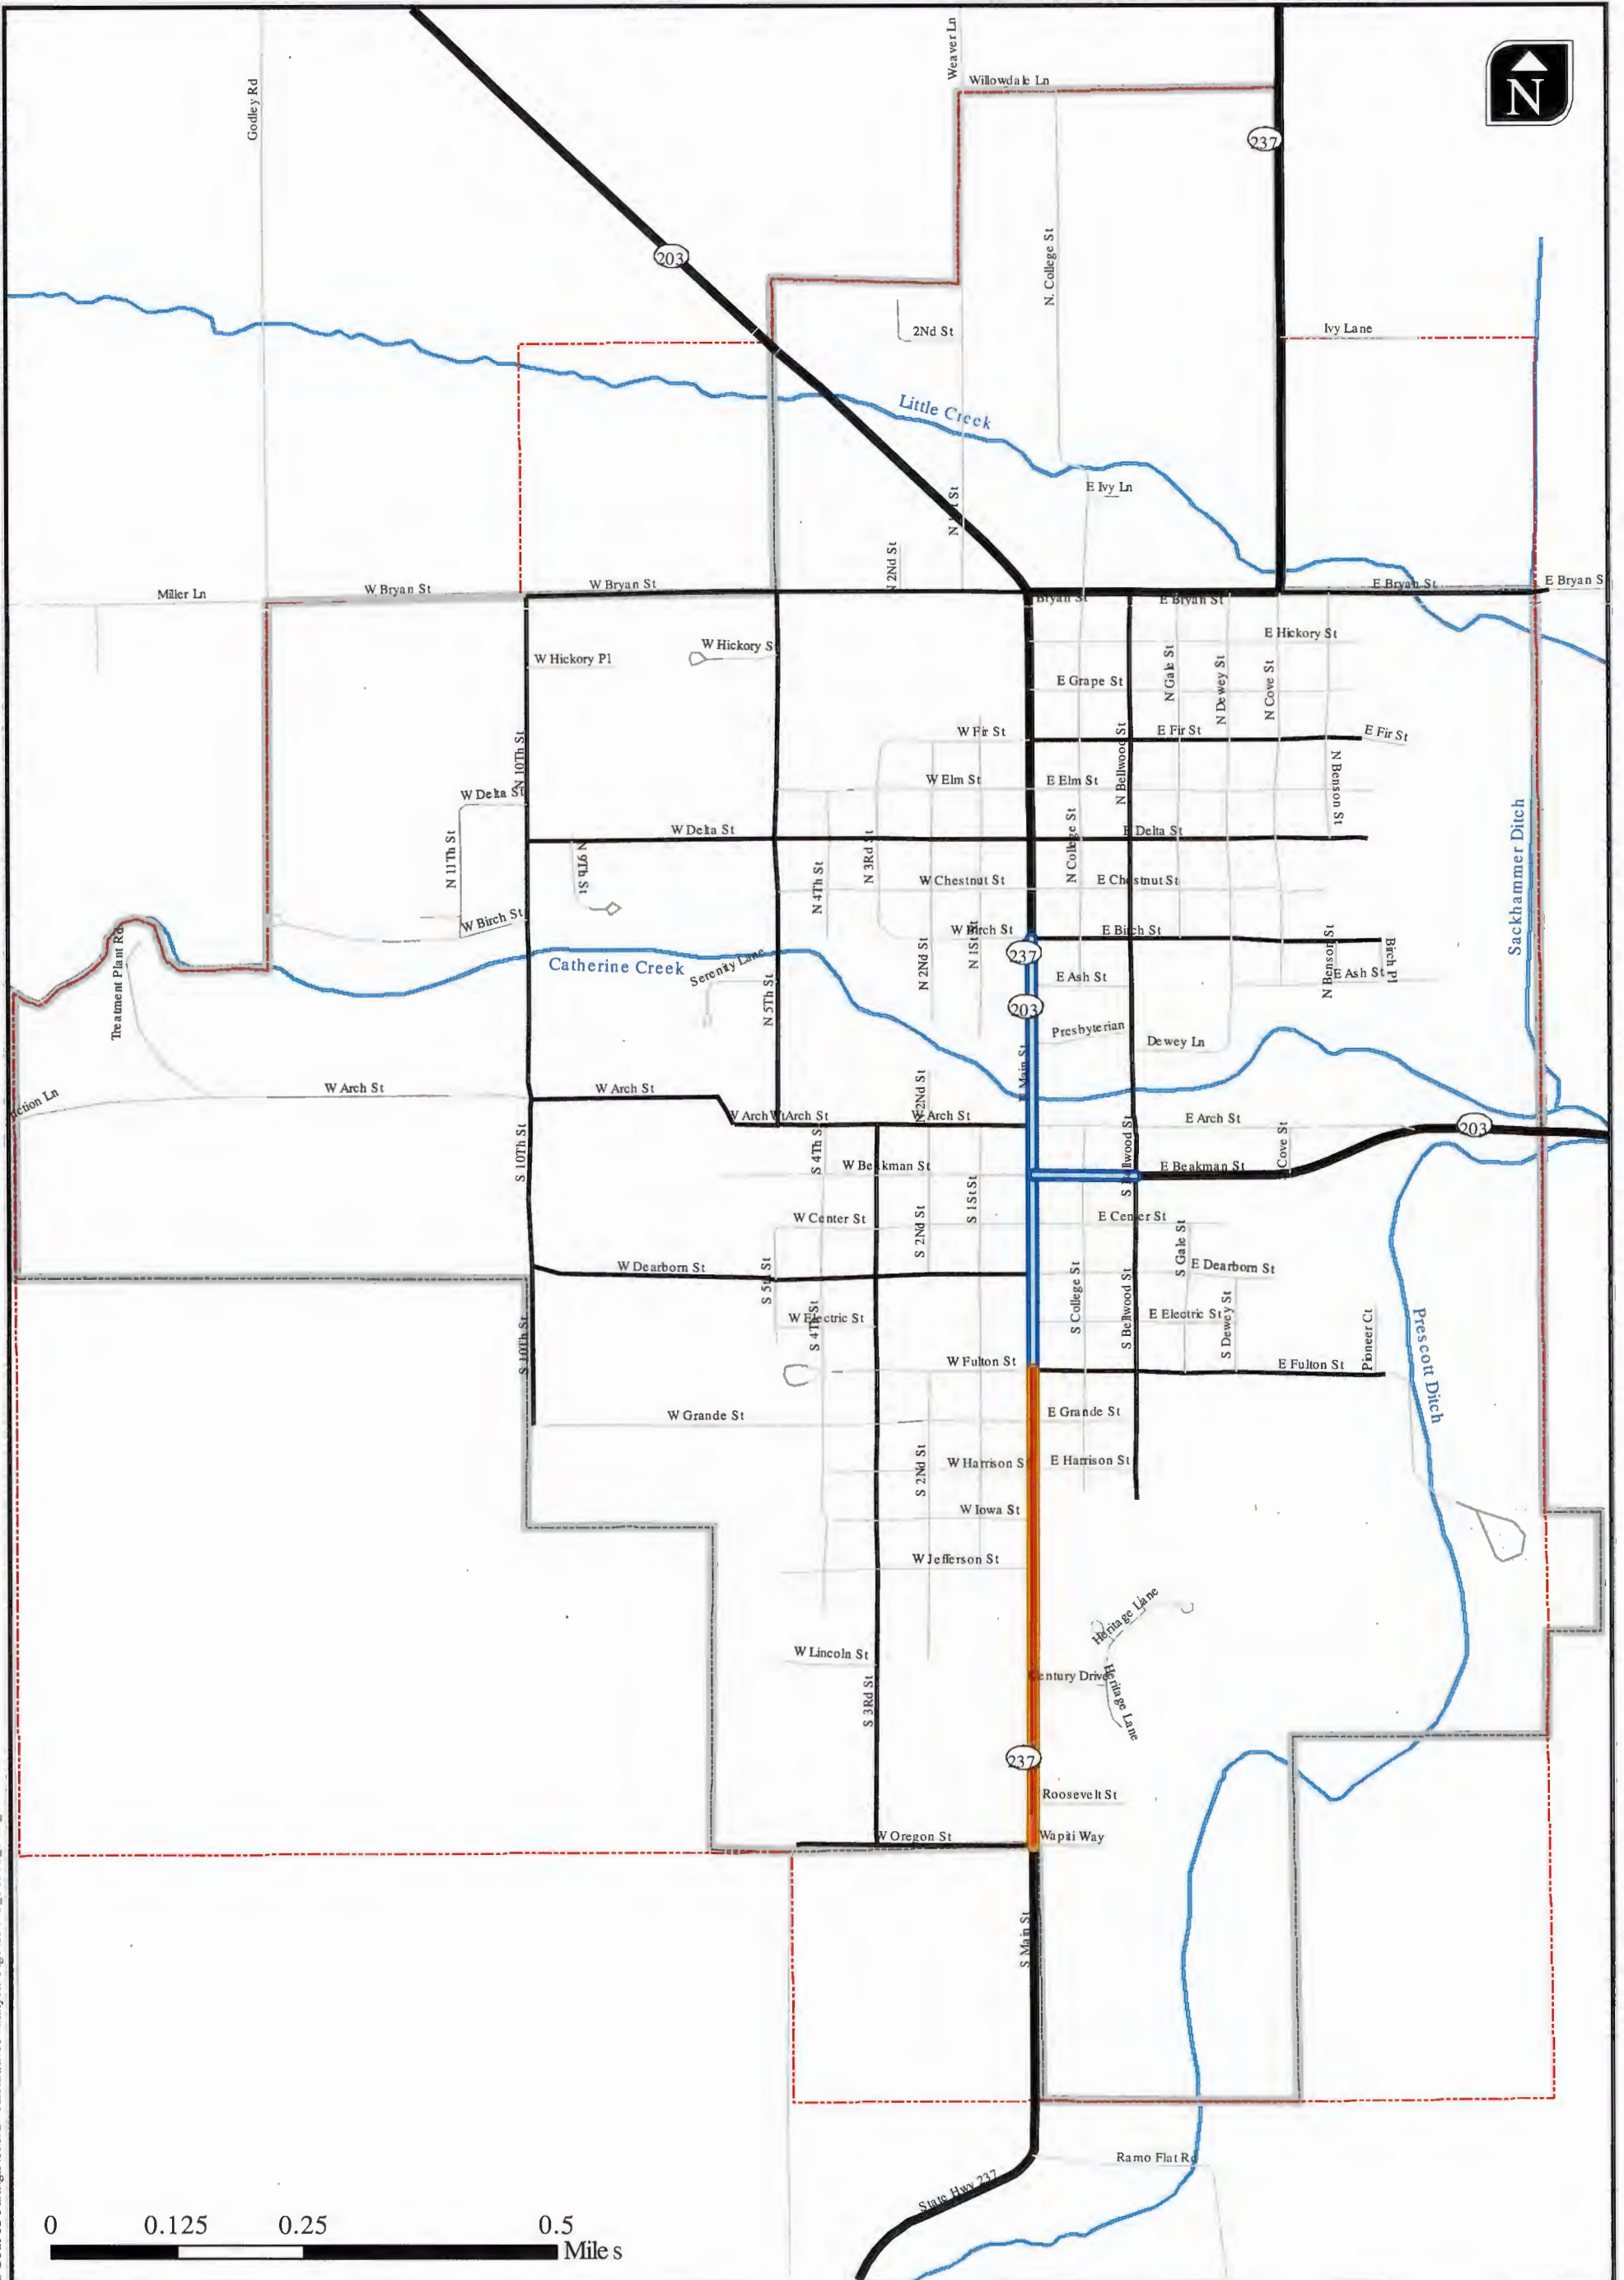 Weaver Ln
Willowdale Ln
Godley Rd
N
237
203
N. College St
2Nd St
Ivy Lane
Little Creek
E Ivy Ln
N 2Nd St
Miller Ln
W Bryan St
W Bryan St
Bryan St
E Bryan St
E Bryan St
E Bryan S
W Hickory Pl
W Hickory S
E Hickory St
E Grape St
N Gale St
N Dewey St
N Cove St
W Fir St
E Fir St
E Fir St
N 10Th St
N Bellwood St
W Elm St
E Elm St
N Benson St
W Delta St
W Delta St
E Delta St
N 11Th St
N 9Th St
N 4Th St
N 3Rd St
N College St
W Chestnut St
E Chestnut St
Sackhammer Ditch
W Birch St
W Birch St
E Birch St
Birch Pl
Treatment Plant Rd
Catherine Creek
Serenity Lane
N 5Th St
N 2Nd St
N 1St St
237
E Ash St
N Benson St
E Ash St
203
Presbyterian
Dewey Ln
Main St
W Arch St
W Arch St
N 2Nd St
W Arch St
W Arch St
W Arch St
E Arch St
203
ction Ln
S 10Th St
S 4Th S
W Beakman St
S Bellwood St
E Beakman St
Cove St
S 1St St
W Center St
S 2Nd St
E Center St
S Gale St
W Dearborn St
S 5th St
E Dearborn St
W Electric St
S 4Th St
S College St
S Bellwood St
E Electric St
S Dewey St
Pioneer Ct
Prescott Ditch
S 10Th St
W Fulton St
E Fulton St
W Grande St
E Grande St
S 2Nd St
W Harrison S
E Harrison St
W Iowa St
W Jefferson St
Heritage Lane
W Lincoln St
Century Drive
Heritage Lane
S 3Rd St
237
Roosevelt St
W Oregon St
Wapiti Way
S Main St
Ramo Flat Rd
State Hwy 237
0 0.125 0.25 0.5
Miles